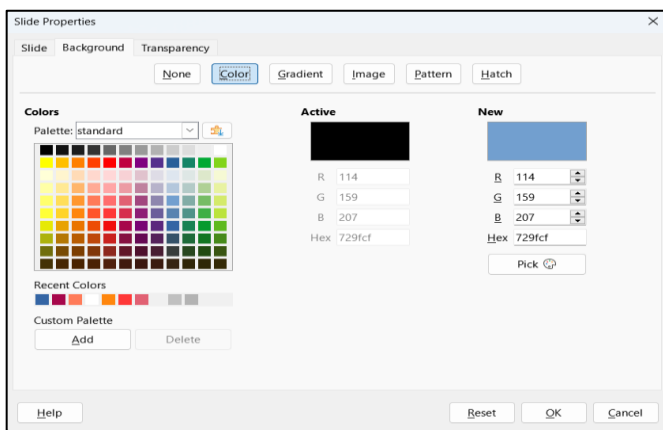 Slide Properties
Slide Background Transparency
None Color Gradient Image Pattern Hatch
Colors
Palette: standard
Recent Colors
Custom Palette
Add Delete
Active
R 114
G 159
B 207
Hex 729fcf
New
R 114
G 159
B 207
Hex 729fcf
Pick
Help Reset OK Cancel